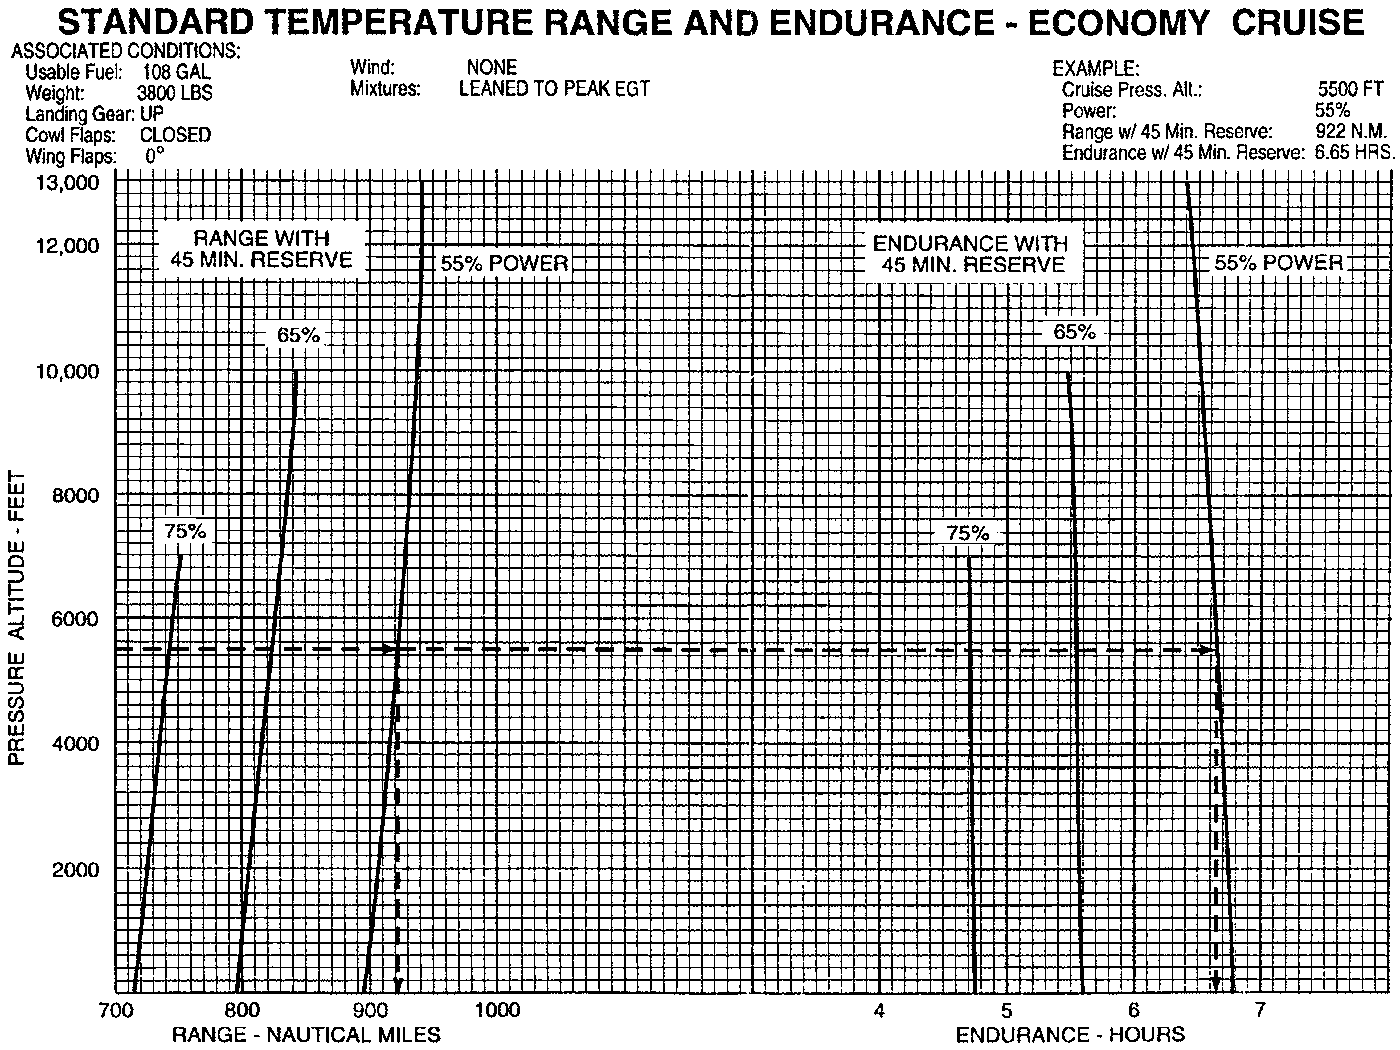 STANDARD TEMPERATURE RANGE AND ENDURANCE - ECONOMY CRUISE
ASSOCIATED CONDITIONS:
Usable Fuel: 108 GAL
Weight: 3800 LBS
Landing Gear: UP
Cowl Flaps: CLOSED
Wing Flaps: 0°
Wind: NONE
Mixtures: LEANED TO PEAK EGT
EXAMPLE:
Cruise Press. Alt.: 5500 FT
Power: 55%
Range w/ 45 Min. Reserve: 922 N.M.
Endurance w/ 45 Min. Reserve: 6.65 HRS.
PRESSURE ALTITUDE - FEET
13,000
12,000
10,000
8000
6000
4000
2000
RANGE WITH
45 MIN. RESERVE
55% POWER
65%
75%
ENDURANCE WITH
45 MIN. RESERVE
55% POWER
65%
75%
700 800 900 1000 4 5 6 7
RANGE - NAUTICAL MILES ENDURANCE - HOURS